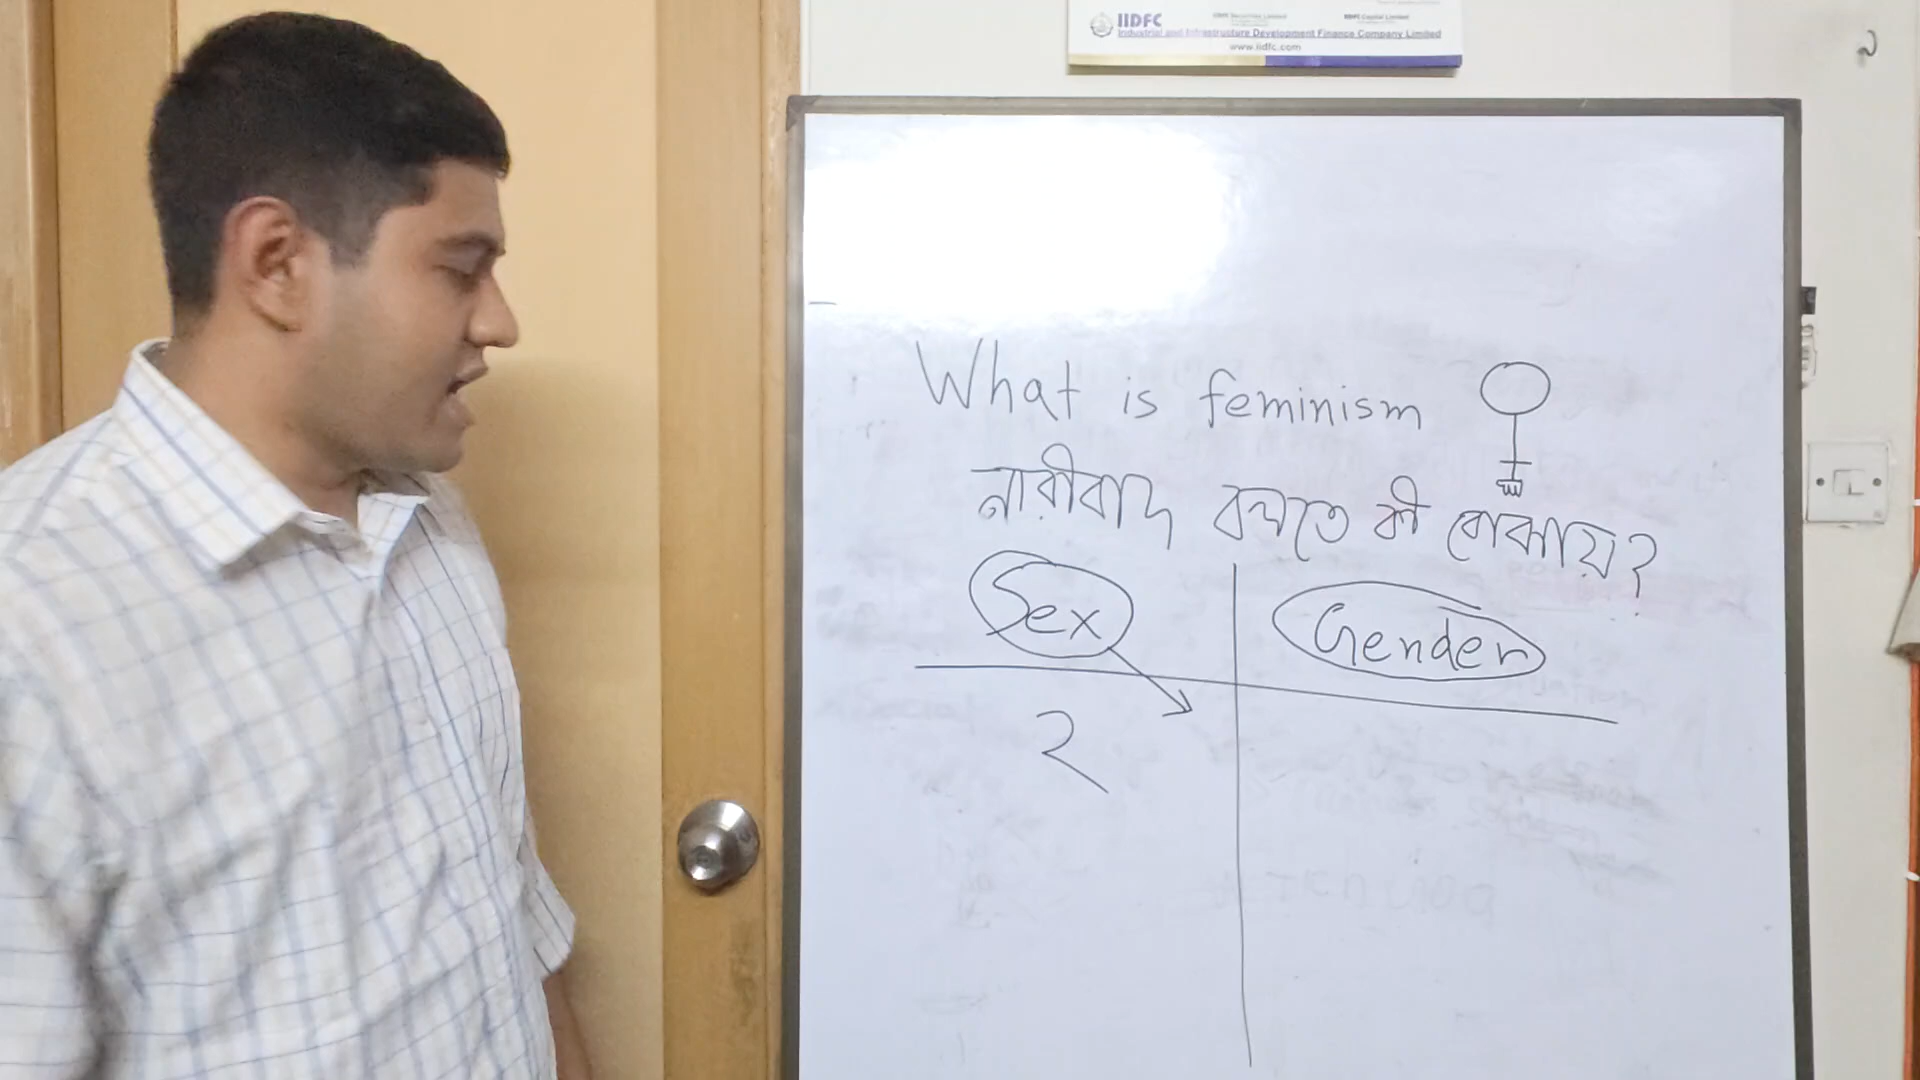 IIDFC
Industrial and Infrastructure Development Finance Company Limited
www.iidfc.com
What is feminism
নারীবাদ বলতে কী বোঝায়?
Sex
Gender
২